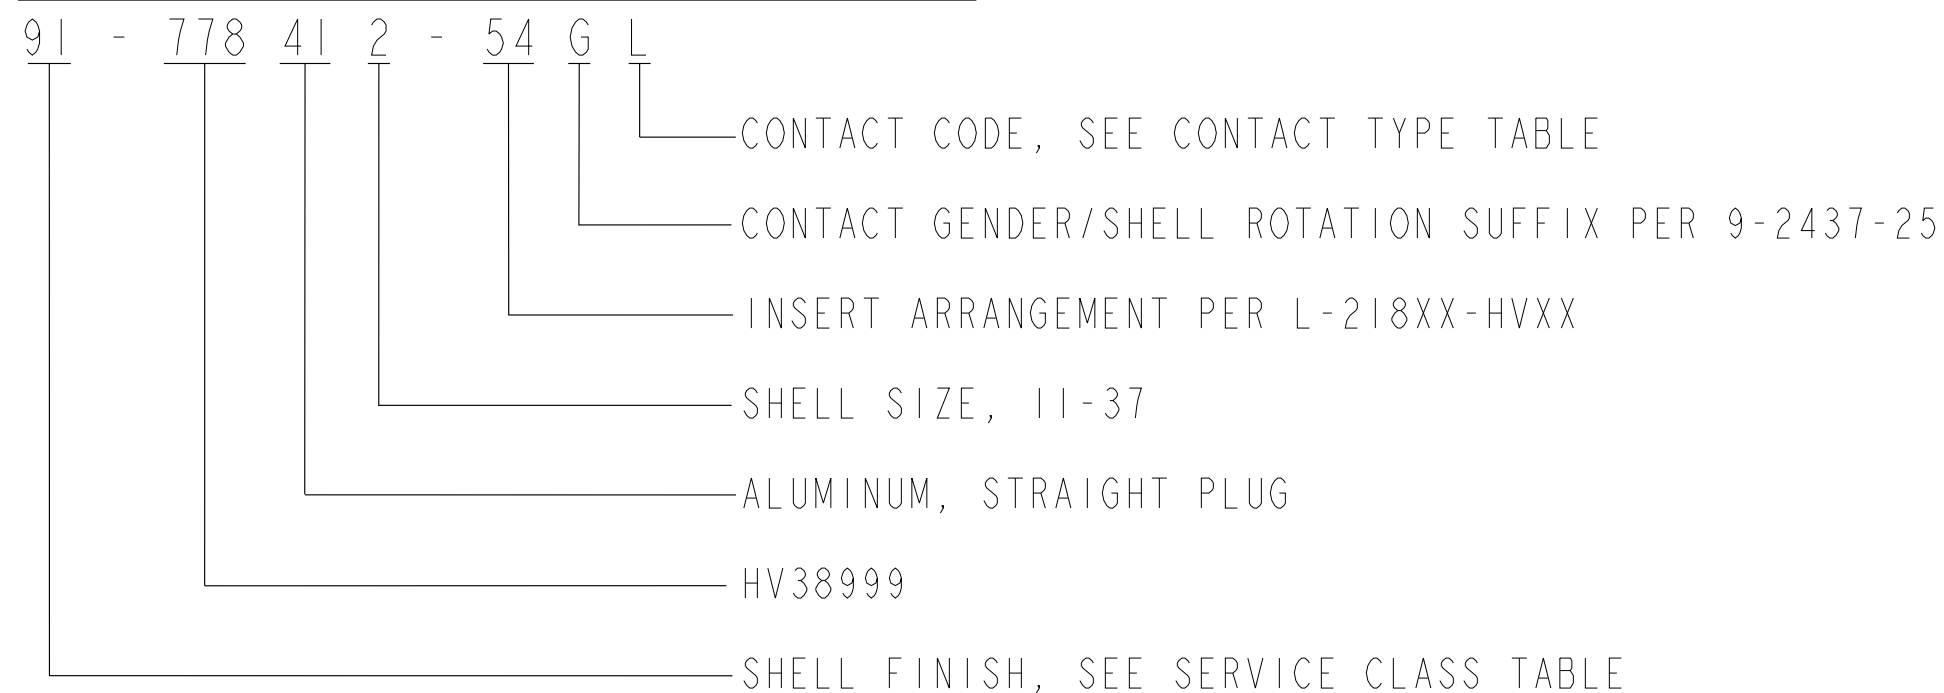 91 - 778 41 2 - 54 G L
CONTACT CODE, SEE CONTACT TYPE TABLE
CONTACT GENDER/SHELL ROTATION SUFFIX PER 9-2437-25
INSERT ARRANGEMENT PER L-218XX-HVXX
SHELL SIZE, 11-37
ALUMINUM, STRAIGHT PLUG
HV38999
SHELL FINISH, SEE SERVICE CLASS TABLE